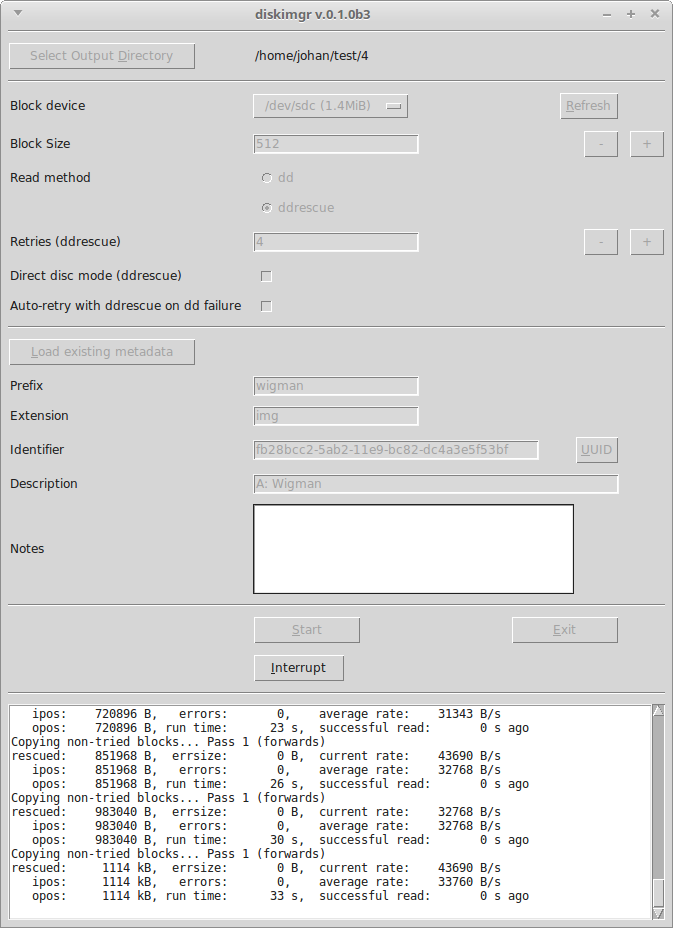 diskimgr v.0.1.0b3
Select Output Directory /home/johan/test/4
Block device /dev/sdc (1.4MiB) Refresh
Block Size 512 - +
Read method dd
ddrescue
Retries (ddrescue) 4 - +
Direct disc mode (ddrescue)
Auto-retry with ddrescue on dd failure
Load existing metadata
Prefix wigman
Extension img
Identifier fb28bcc2-5ab2-11e9-bc82-dc4a3e5f53bf UUID
Description A: Wigman
Notes
Start Exit
Interrupt
ipos: 720896 B, errors: 0, average rate: 31343 B/s
opos: 720896 B, run time: 23 s, successful read: 0 s ago
Copying non-tried blocks... Pass 1 (forwards)
rescued: 851968 B, errsize: 0 B, current rate: 43690 B/s
ipos: 851968 B, errors: 0, average rate: 32768 B/s
opos: 851968 B, run time: 26 s, successful read: 0 s ago
Copying non-tried blocks... Pass 1 (forwards)
rescued: 983040 B, errsize: 0 B, current rate: 32768 B/s
ipos: 983040 B, errors: 0, average rate: 32768 B/s
opos: 983040 B, run time: 30 s, successful read: 0 s ago
Copying non-tried blocks... Pass 1 (forwards)
rescued: 1114 kB, errsize: 0 B, current rate: 43690 B/s
ipos: 1114 kB, errors: 0, average rate: 33760 B/s
opos: 1114 kB, run time: 33 s, successful read: 0 s ago